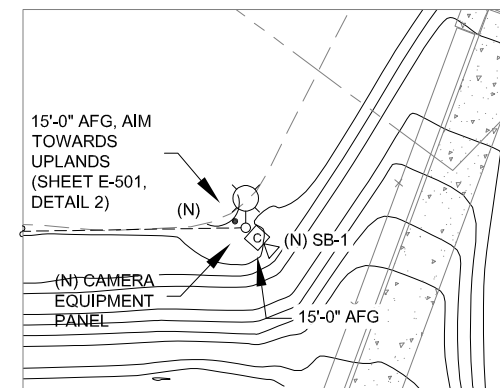 15'-0" AFG, AIM
TOWARDS
UPLANDS
(SHEET E-501,
DETAIL 2)
(N)
C
(N) SB-1
(N) CAMERA
EQUIPMENT
PANEL
15'-0" AFG